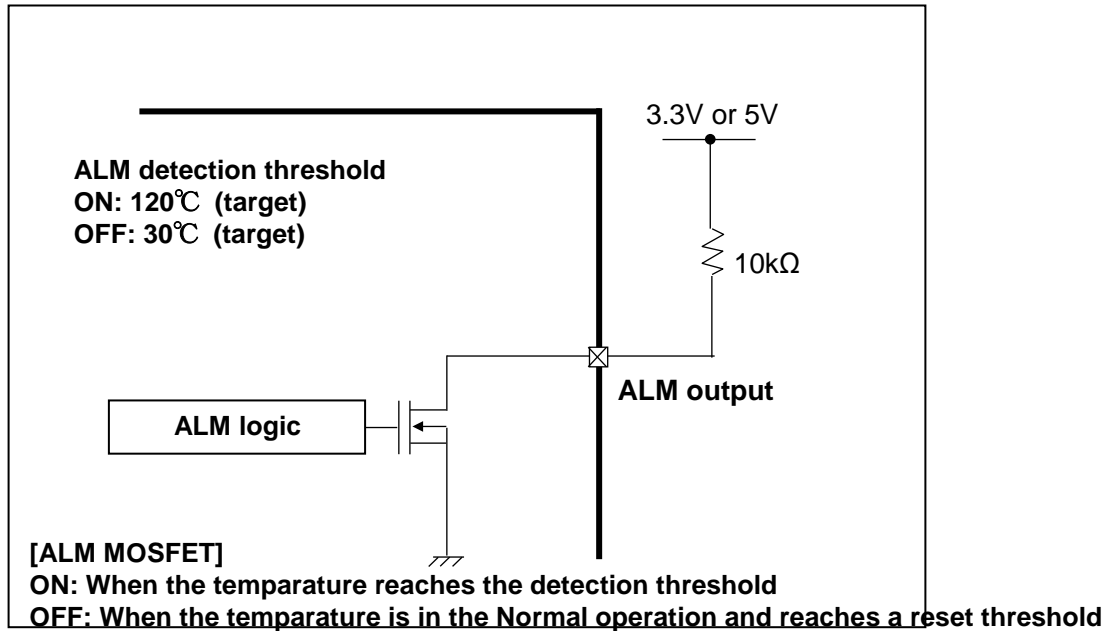 3.3V or 5V
ALM detection threshold
ON: 120℃ (target)
OFF: 30℃ (target)
10kΩ
ALM output
ALM logic
[ALM MOSFET]
ON: When the temparature reaches the detection threshold
OFF: When the temparature is in the Normal operation and reaches a reset threshold